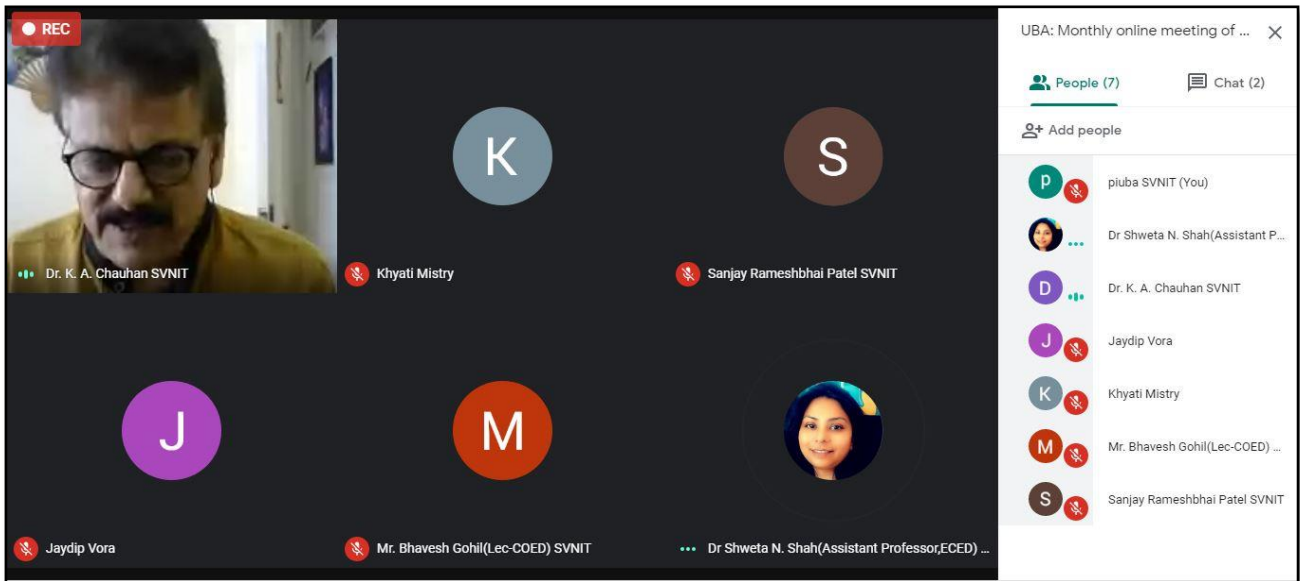 REC
K
S
Dr. K. A. Chauhan SVNIT
Khyati Mistry
Sanjay Rameshbhai Patel SVNIT
J
M
Jaydip Vora
Mr. Bhavesh Gohil(Lec-COED) SVNIT
Dr Shweta N. Shah(Assistant Professor,ECED) ...
UBA: Monthly online meeting of ...
People (7)
Chat (2)
Add people
p
piuba SVNIT (You)
Dr Shweta N. Shah(Assistant P...
D
Dr. K. A. Chauhan SVNIT
J
Jaydip Vora
K
Khyati Mistry
M
Mr. Bhavesh Gohil(Lec-COED) ...
S
Sanjay Rameshbhai Patel SVNIT